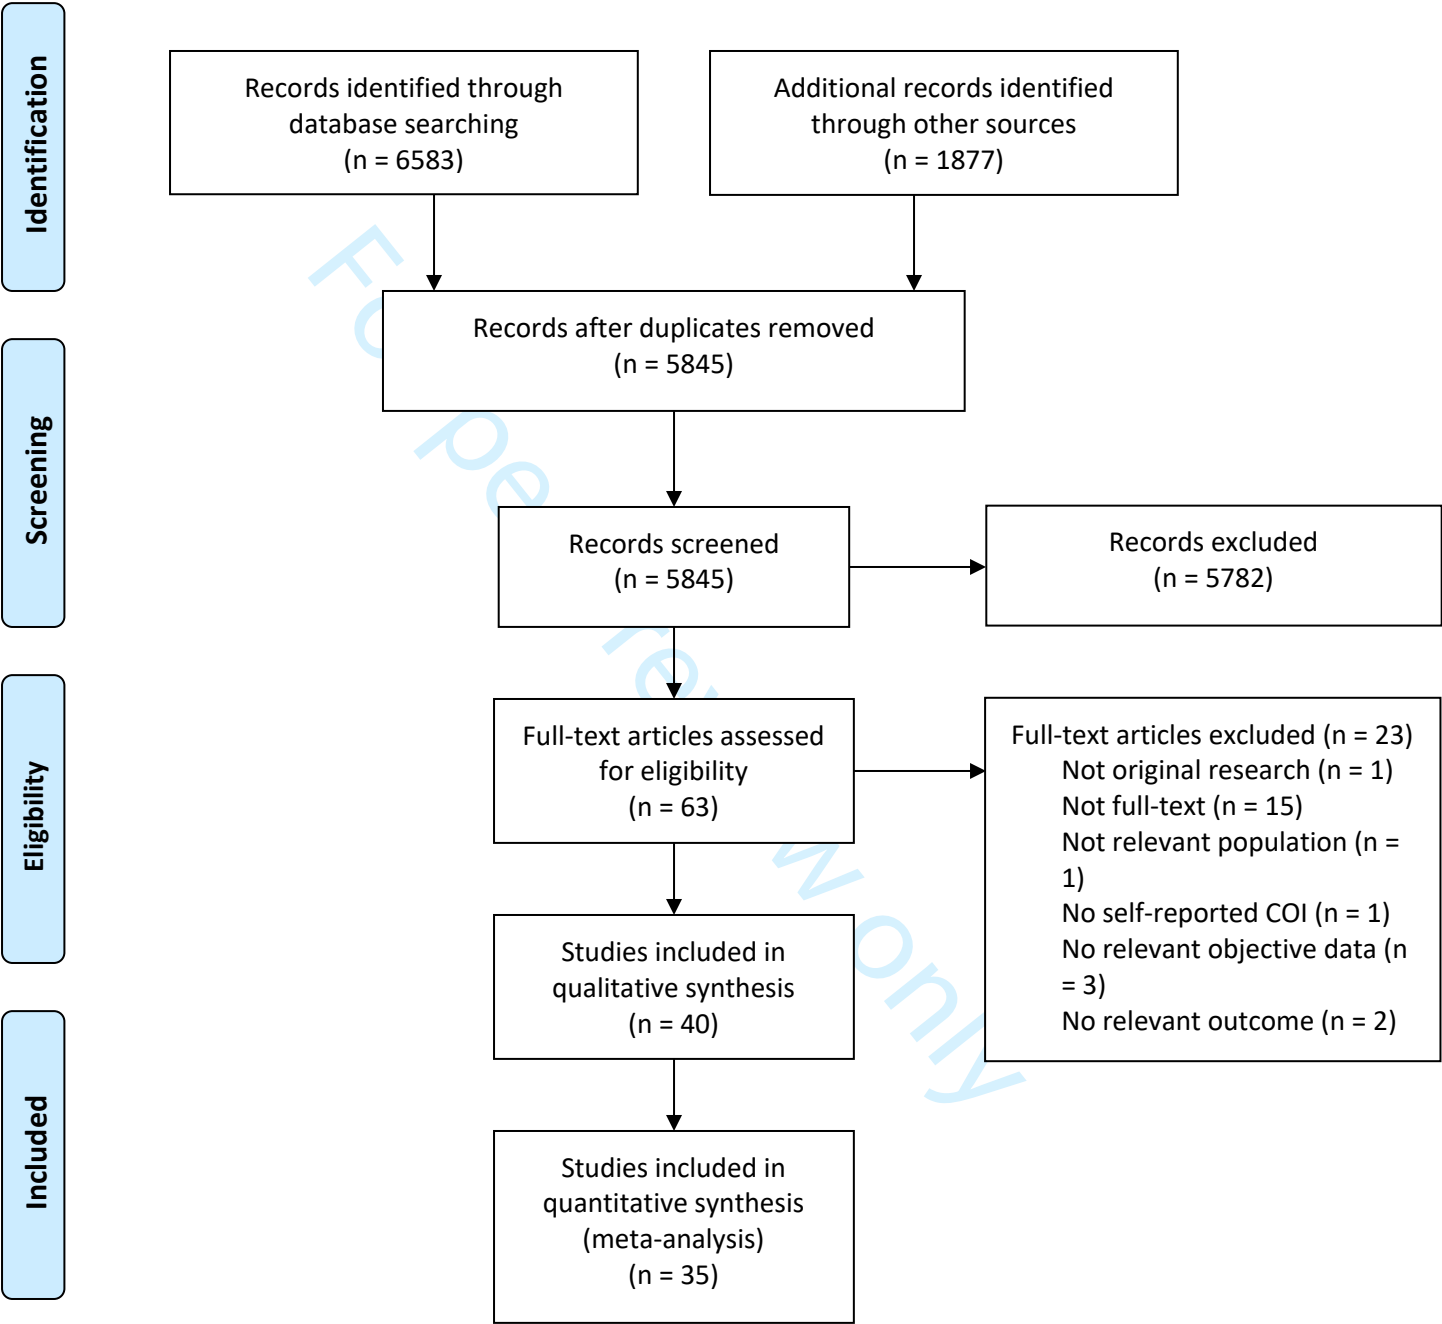 Identification
Records identified through
database searching
(n = 6583)
Additional records identified
through other sources
(n = 1877)
Records after duplicates removed
(n = 5845)
Screening
Records screened
(n = 5845)
Records excluded
(n = 5782)
Eligibility
Full-text articles assessed
for eligibility
(n = 63)
Full-text articles excluded (n = 23)
Not original research (n = 1)
Not full-text (n = 15)
Not relevant population (n =
1)
No self-reported COI (n = 1)
No relevant objective data (n
= 3)
No relevant outcome (n = 2)
Studies included in
qualitative synthesis
(n = 40)
Included
Studies included in
quantitative synthesis
(meta-analysis)
(n = 35)
only